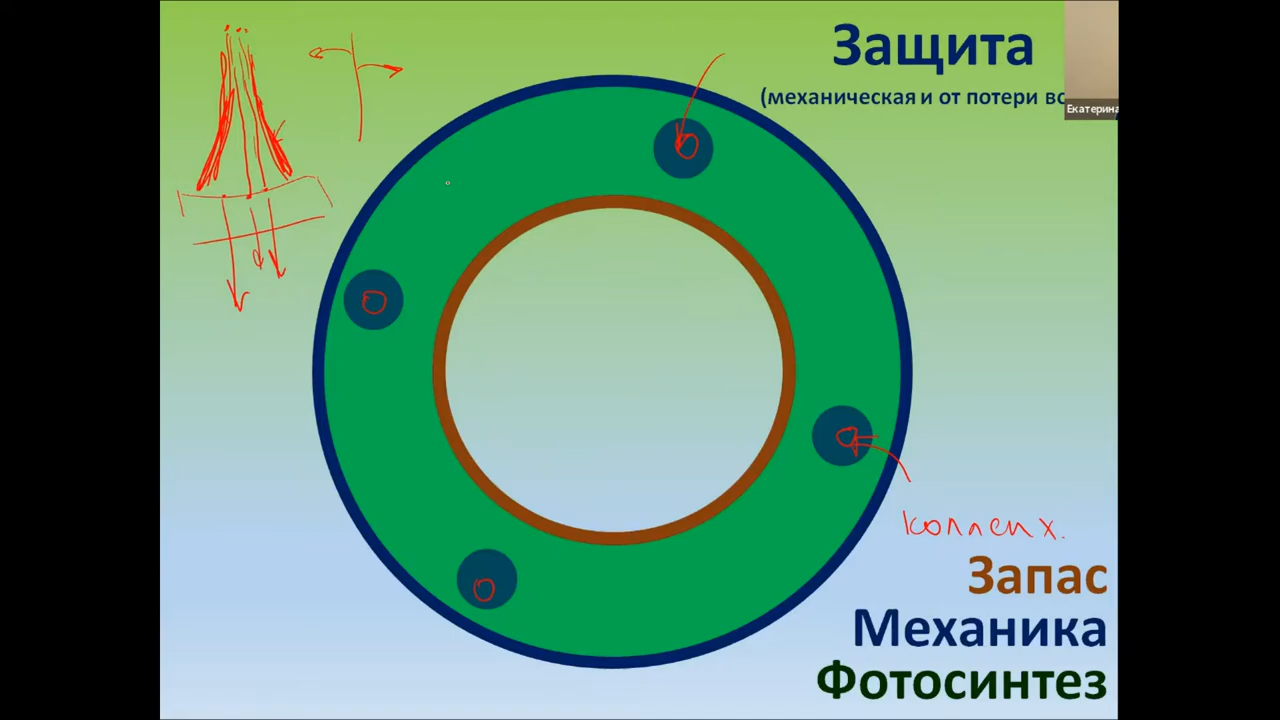 Защита
(механическая и от потери во
Екатерина
колленх.
Запас
Механика
Фотосинтез